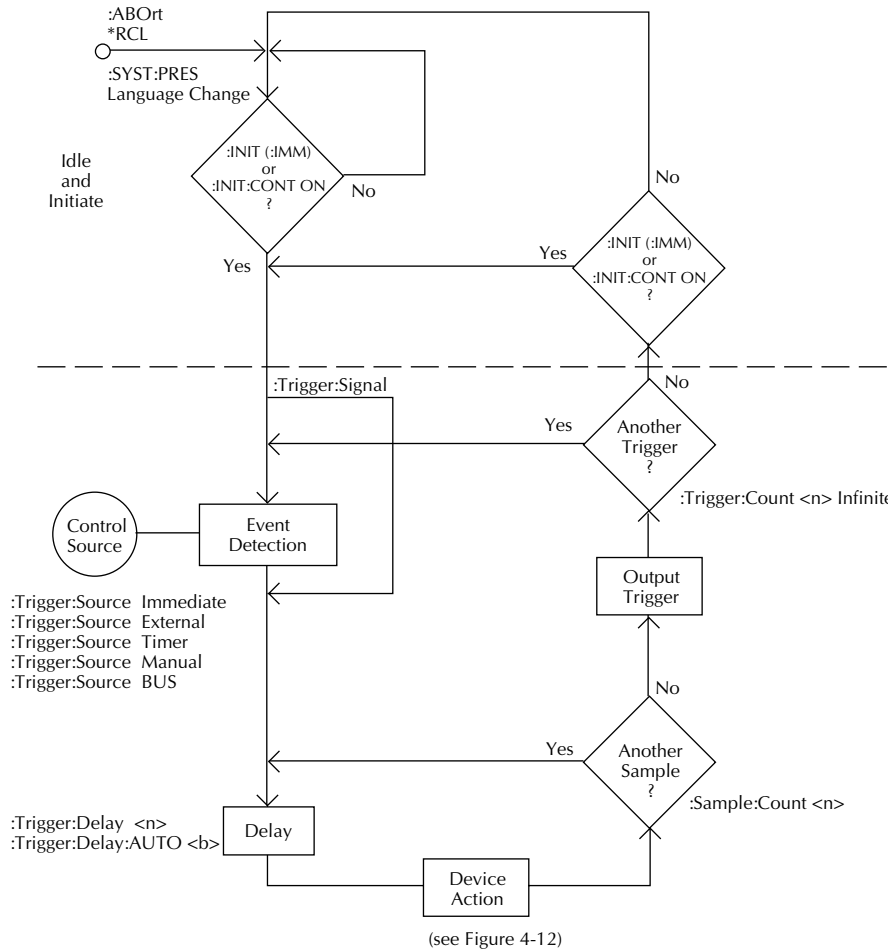 :ABOrt
*RCL
:SYST:PRES
Language Change
Idle
and
Initiate
:INIT (:IMM)
or
:INIT:CONT ON
?
No
Yes
No
:INIT (:IMM)
or
:INIT:CONT ON
?
Yes
:Trigger:Signal
No
Another
Trigger
?
Yes
:Trigger:Count <n> Infinite
Control
Source
Event
Detection
Output
Trigger
:Trigger:Source Immediate
:Trigger:Source External
:Trigger:Source Timer
:Trigger:Source Manual
:Trigger:Source BUS
No
Another
Sample
?
Yes
:Sample:Count <n>
:Trigger:Delay <n>
:Trigger:Delay:AUTO <b>
Delay
Device
Action
(see Figure 4-12)